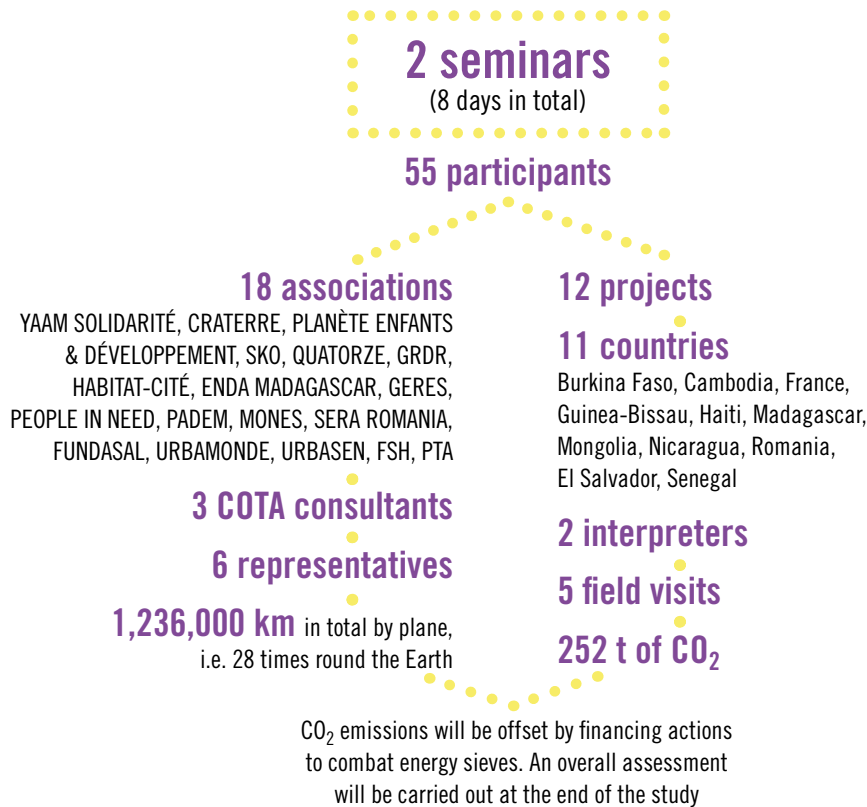 2 seminars
(8 days in total)
55 participants
18 associations
YAAM SOLIDARITÉ, CRATERRE, PLANÈTE ENFANTS
& DÉVELOPPEMENT, SKO, QUATORZE, GRDR,
HABITAT-CITÉ, ENDA MADAGASCAR, GERES,
PEOPLE IN NEED, PADEM, MONES, SERA ROMANIA,
FUNDASAL, URBAMONDE, URBASEN, FSH, PTA
3 COTA consultants
6 representatives
1,236,000 km in total by plane,
i.e. 28 times round the Earth
12 projects
11 countries
Burkina Faso, Cambodia, France,
Guinea-Bissau, Haiti, Madagascar,
Mongolia, Nicaragua, Romania,
El Salvador, Senegal
2 interpreters
5 field visits
252 t of CO₂
CO₂ emissions will be offset by financing actions
to combat energy sieves. An overall assessment
will be carried out at the end of the study